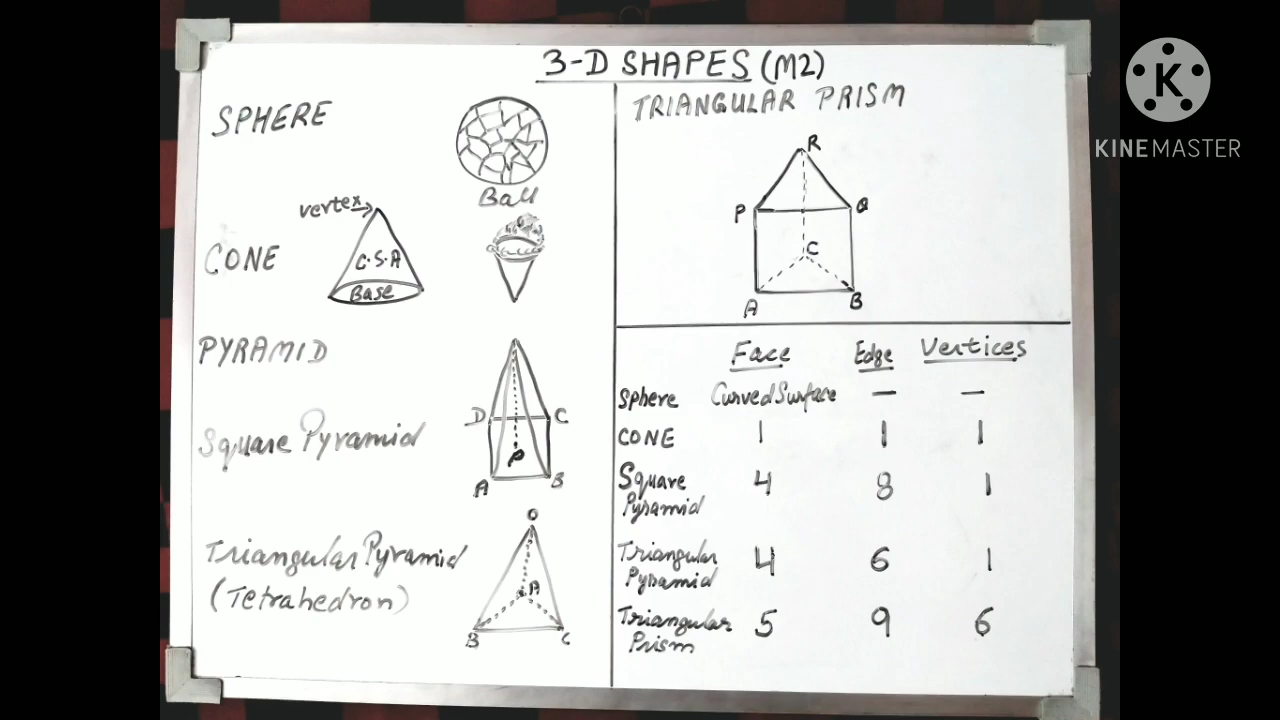 3-D SHAPES (M2)
SPHERE
Ball
vertex
CONE
C.S.A
Base
PYRAMID
Square Pyramid
D C
P
A B
Triangular Pyramid
(Tetrahedron)
O
A
B C
TRIANGULAR PRISM
R
P Q
C
A B
Face Edge Vertices
Sphere Curved Surface — —
CONE 1 1 1
Square 4 8 1
Pyramid
Triangular 4 6 1
Pyramid
Triangular 5 9 6
Prism
K
KINEMASTER